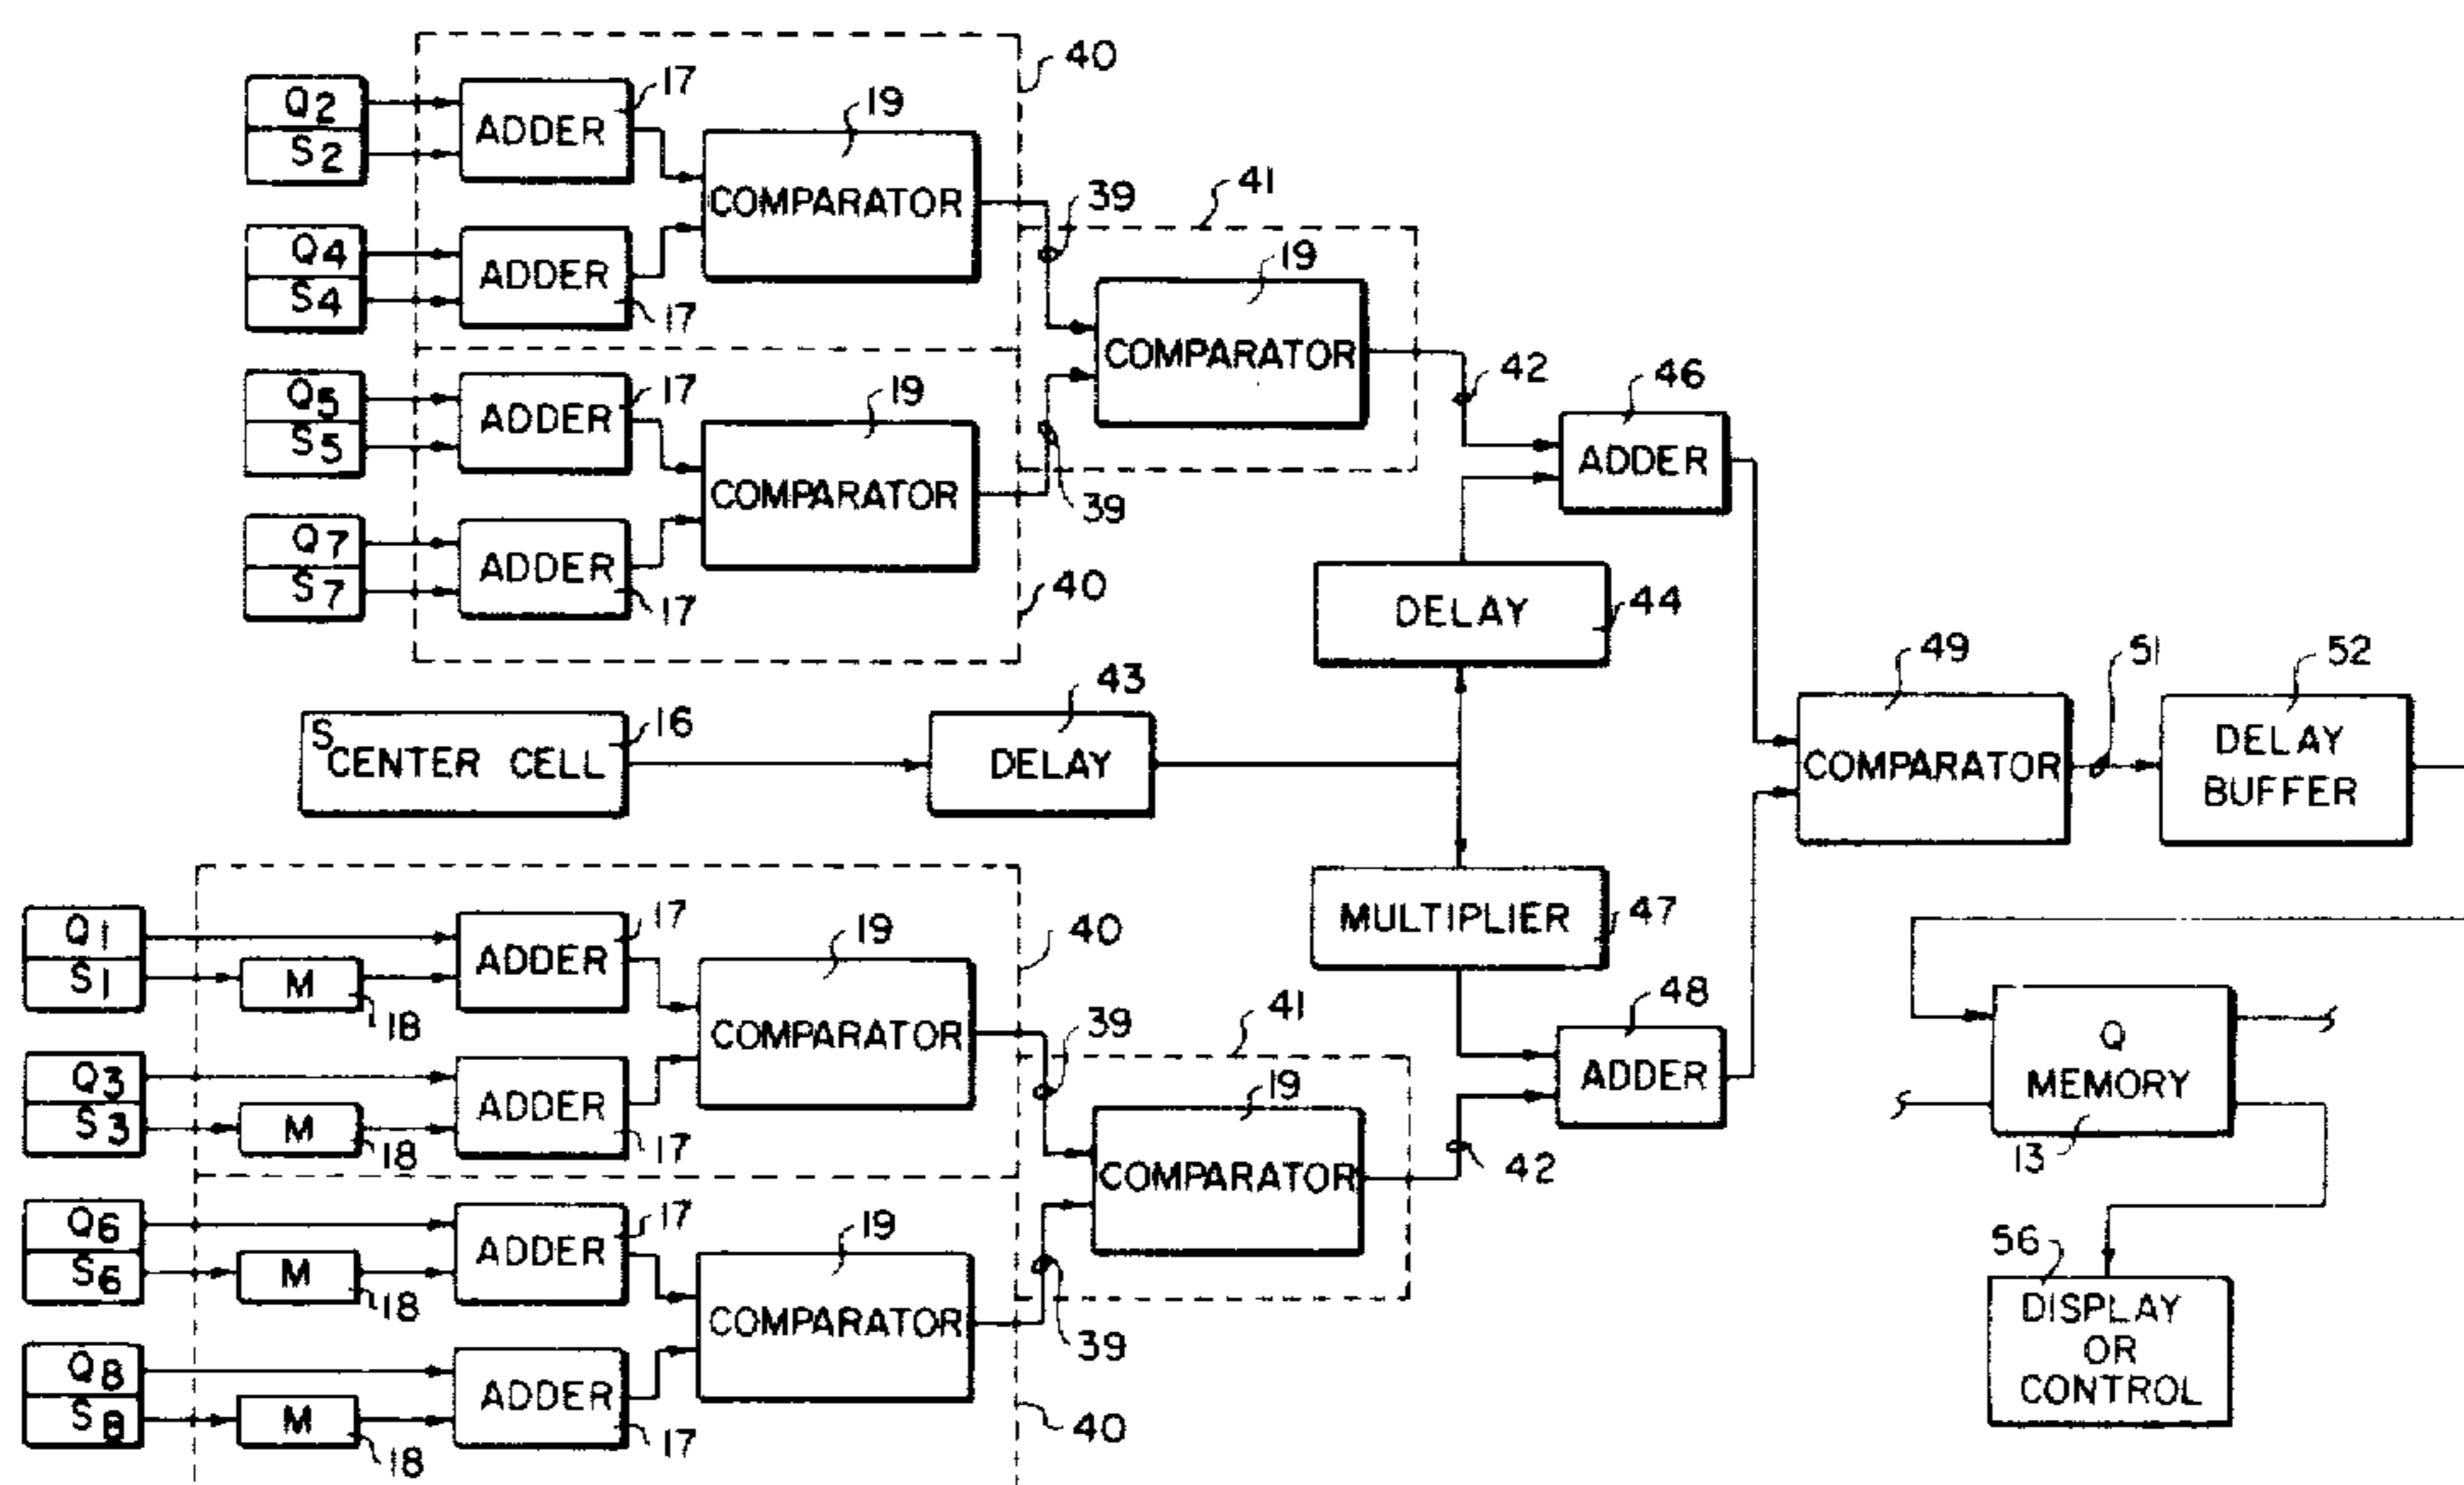 40
Q2
S2
17
ADDER
19
COMPARATOR
Q4
S4
ADDER
17
39
41
19
COMPARATOR
Q5
S5
17
ADDER
19
COMPARATOR
39
42
46
ADDER
Q7
S7
ADDER
17
40
DELAY
44
S
CENTER CELL
16
43
DELAY
49
COMPARATOR
51
52
DELAY
BUFFER
MULTIPLIER
47
Q1
S1
M
18
17
ADDER
19
COMPARATOR
40
Q3
S3
M
18
ADDER
17
39
41
19
COMPARATOR
42
48
ADDER
Q
MEMORY
13
Q6
S6
M
18
17
ADDER
19
COMPARATOR
39
Q8
S8
M
18
ADDER
17
40
56
DISPLAY
OR
CONTROL